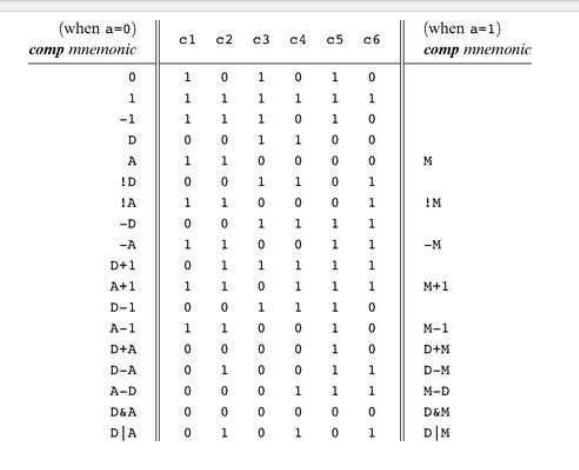 (when a=0) (when a=1)
comp mnemonic c1 c2 c3 c4 c5 c6 comp mnemonic
0 1 0 1 0 1 0
1 1 1 1 1 1 1
-1 1 1 1 0 1 0
D 0 0 1 1 0 0
A 1 1 0 0 0 0 M
!D 0 0 1 1 0 1
!A 1 1 0 0 0 1 !M
-D 0 0 1 1 1 1
-A 1 1 0 0 1 1 -M
D+1 0 1 1 1 1 1
A+1 1 1 0 1 1 1 M+1
D-1 0 0 1 1 1 0
A-1 1 1 0 0 1 0 M-1
D+A 0 0 0 0 1 0 D+M
D-A 0 1 0 0 1 1 D-M
A-D 0 0 0 1 1 1 M-D
D&A 0 0 0 0 0 0 D&M
D|A 0 1 0 1 0 1 D|M